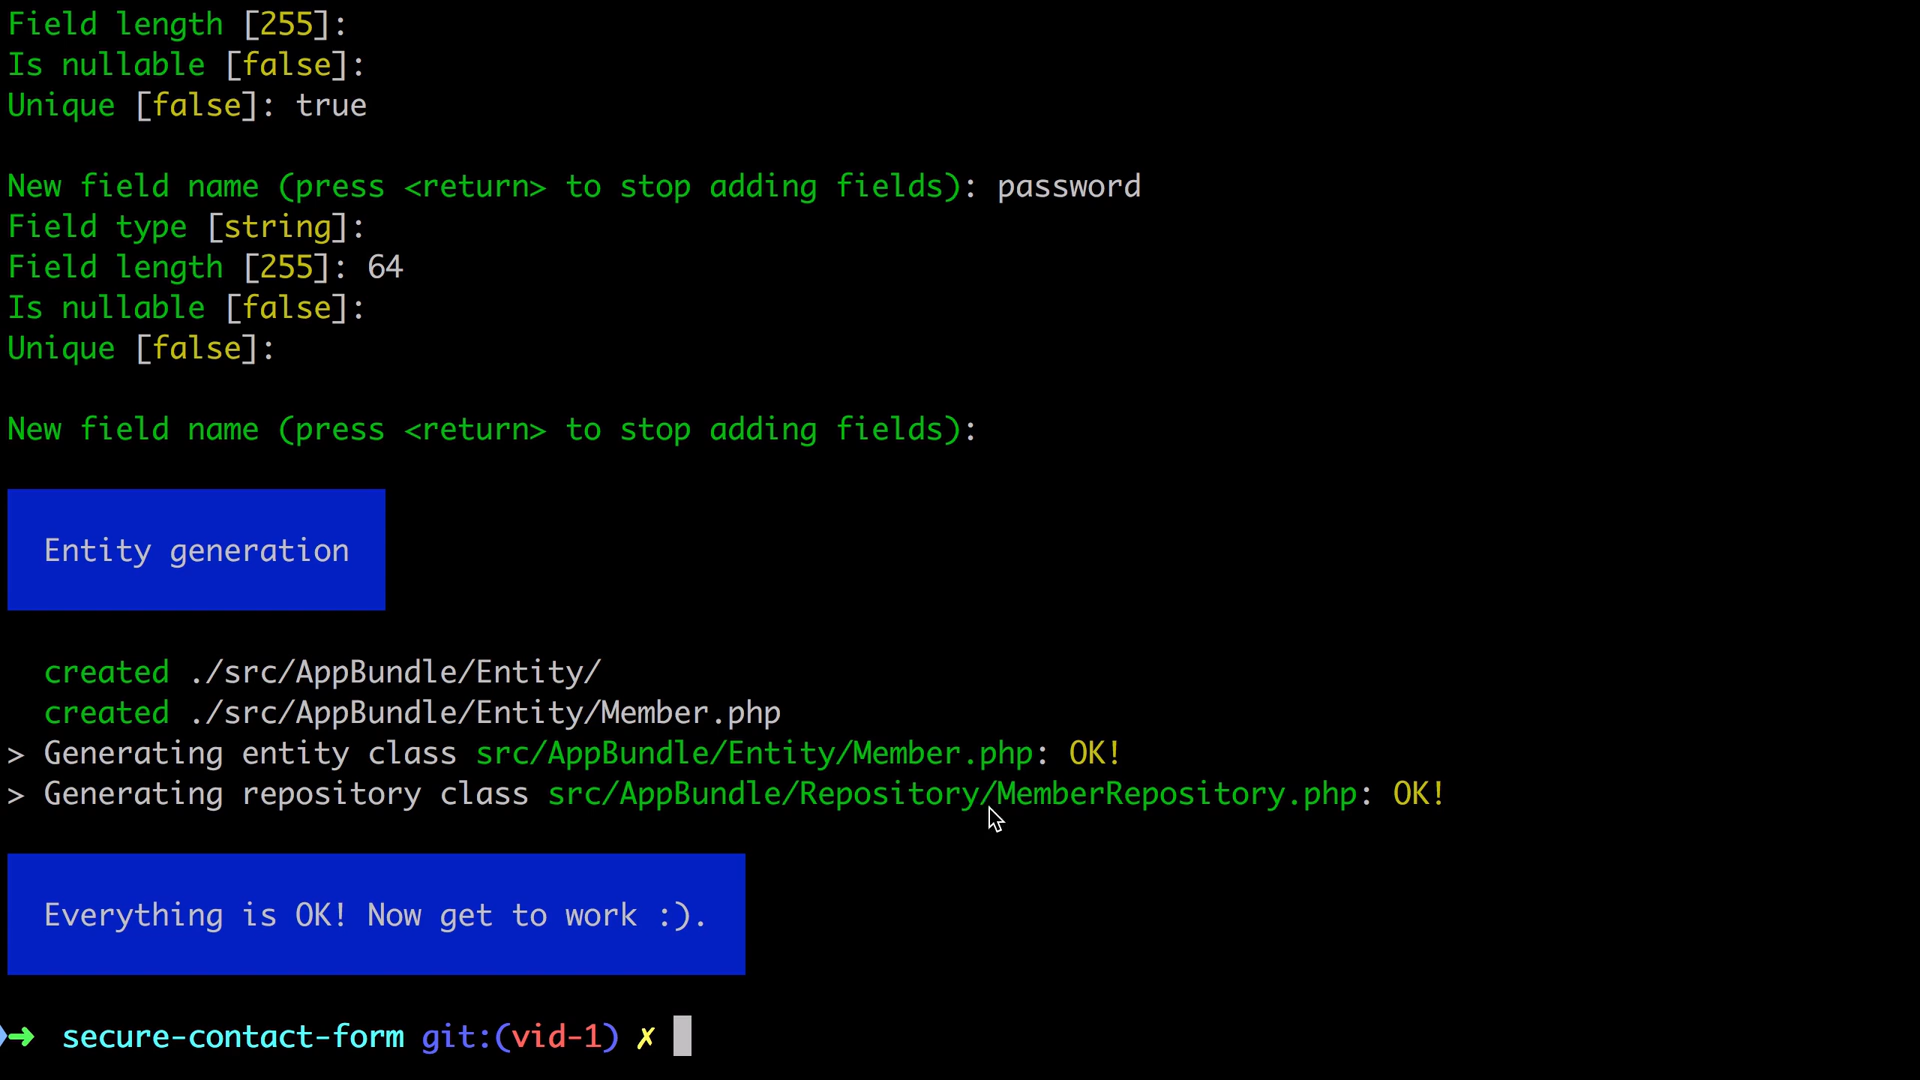 Field length [255]:
Is nullable [false]:
Unique [false]: true
New field name (press <return> to stop adding fields): password
Field type [string]:
Field length [255]: 64
Is nullable [false]:
Unique [false]:
New field name (press <return> to stop adding fields):
Entity generation
created ./src/AppBundle/Entity/
created ./src/AppBundle/Entity/Member.php
> Generating entity class src/AppBundle/Entity/Member.php: OK!
> Generating repository class src/AppBundle/Repository/MemberRepository.php: OK!
Everything is OK! Now get to work :).
➜ secure-contact-form git:(vid-1) ✗